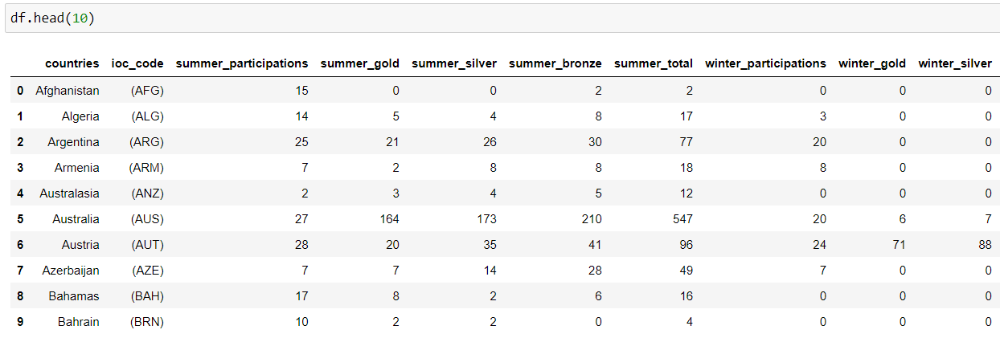 df.head(10)
countries ioc_code summer_participations summer_gold summer_silver summer_bronze summer_total winter_participations winter_gold winter_silver
0 Afghanistan (AFG) 15 0 0 2 2 0 0 0
1 Algeria (ALG) 14 5 4 8 17 3 0 0
2 Argentina (ARG) 25 21 26 30 77 20 0 0
3 Armenia (ARM) 7 2 8 8 18 8 0 0
4 Australasia (ANZ) 2 3 4 5 12 0 0 0
5 Australia (AUS) 27 164 173 210 547 20 6 7
6 Austria (AUT) 28 20 35 41 96 24 71 88
7 Azerbaijan (AZE) 7 7 14 28 49 7 0 0
8 Bahamas (BAH) 17 8 2 6 16 0 0 0
9 Bahrain (BRN) 10 2 2 0 4 0 0 0